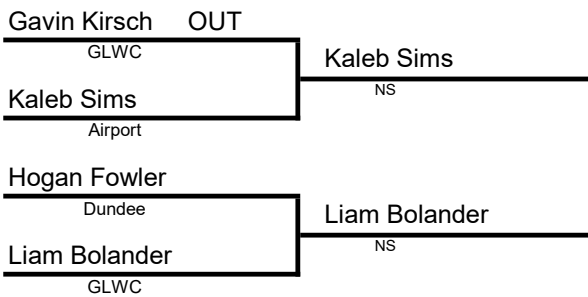 Gavin Kirsch OUT
GLWC
Kaleb Sims
NS
Kaleb Sims
Airport
Hogan Fowler
Dundee
Liam Bolander
NS
Liam Bolander
GLWC